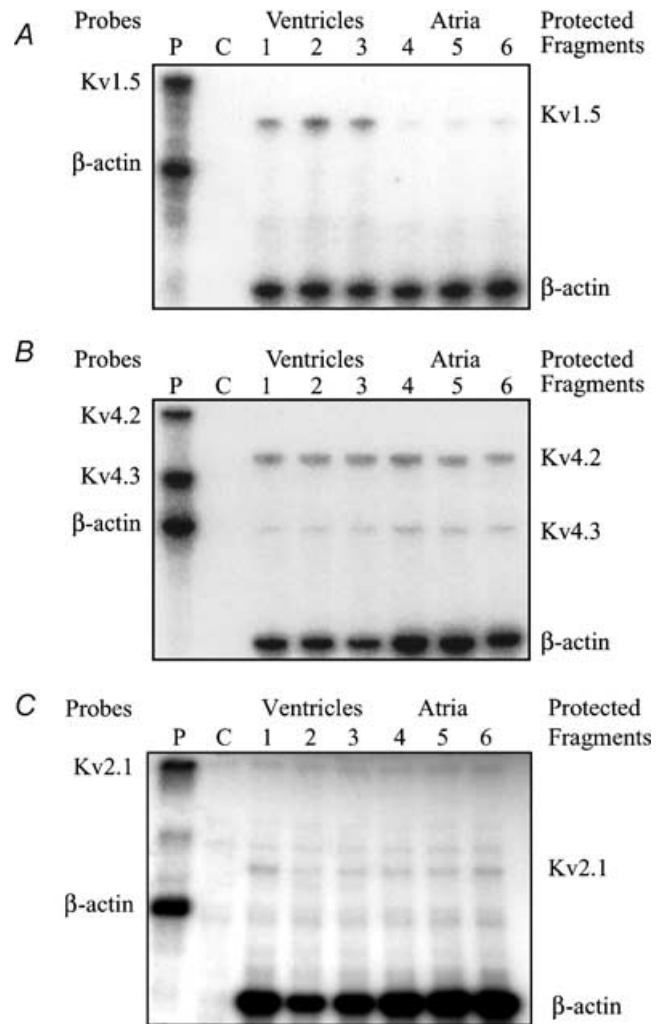 A
Probes Ventricles Atria Protected
P C 1 2 3 4 5 6 Fragments
Kv1.5
Kv1.5
β-actin
β-actin
B
Probes Ventricles Atria Protected
P C 1 2 3 4 5 6 Fragments
Kv4.2
Kv4.2
Kv4.3
β-actin
Kv4.3
β-actin
C
Probes Ventricles Atria Protected
P C 1 2 3 4 5 6 Fragments
Kv2.1
Kv2.1
β-actin
β-actin